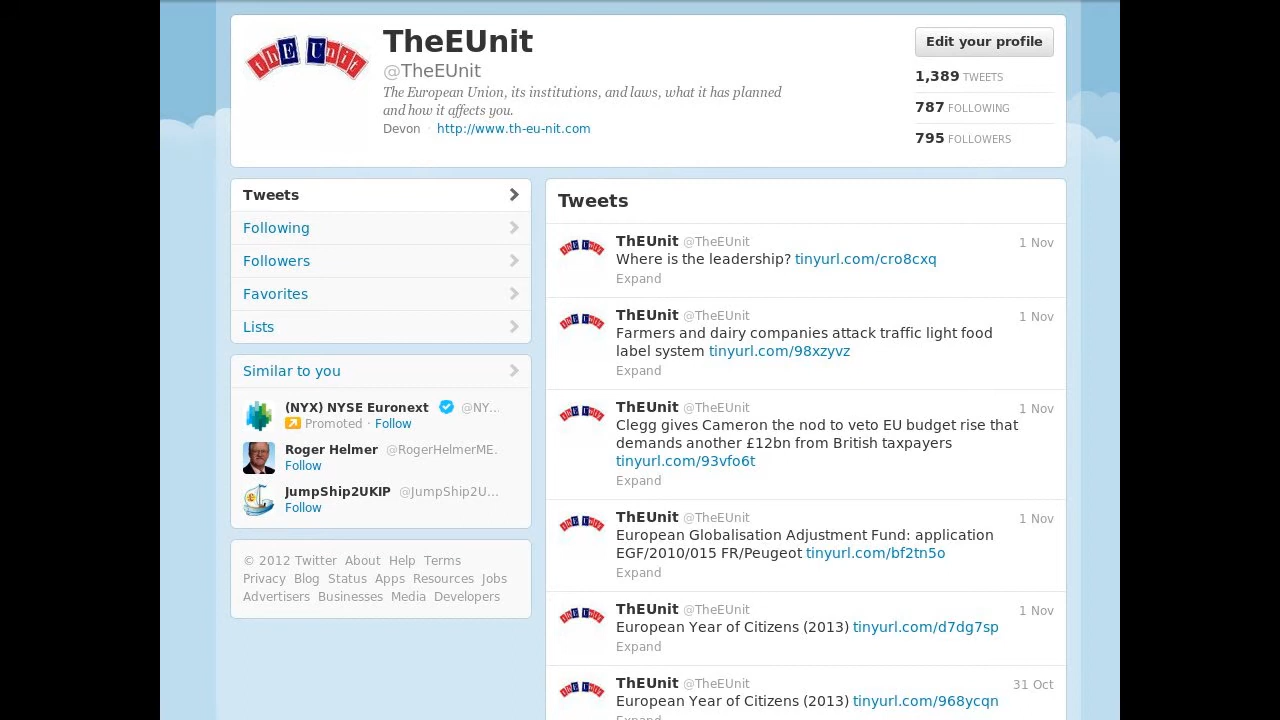 thE Unit
TheEUnit
@TheEUnit
The European Union, its institutions, and laws, what it has planned
and how it affects you.
Devon · http://www.th-eu-nit.com
Edit your profile
1,389 TWEETS
787 FOLLOWING
795 FOLLOWERS
Tweets
Following
Followers
Favorites
Lists
Similar to you
(NYX) NYSE Euronext @NY...
Promoted · Follow
Roger Helmer @RogerHelmerME.
Follow
JumpShip2UKIP @JumpShip2U...
Follow
© 2012 Twitter About Help Terms
Privacy Blog Status Apps Resources Jobs
Advertisers Businesses Media Developers
Tweets
ThEUnit @TheEUnit 1 Nov
Where is the leadership? tinyurl.com/cro8cxq
Expand
ThEUnit @TheEUnit 1 Nov
Farmers and dairy companies attack traffic light food
label system tinyurl.com/98xzyvz
Expand
ThEUnit @TheEUnit 1 Nov
Clegg gives Cameron the nod to veto EU budget rise that
demands another £12bn from British taxpayers
tinyurl.com/93vfo6t
Expand
ThEUnit @TheEUnit 1 Nov
European Globalisation Adjustment Fund: application
EGF/2010/015 FR/Peugeot tinyurl.com/bf2tn5o
Expand
ThEUnit @TheEUnit 1 Nov
European Year of Citizens (2013) tinyurl.com/d7dg7sp
Expand
ThEUnit @TheEUnit 31 Oct
European Year of Citizens (2013) tinyurl.com/968ycqn
Expand